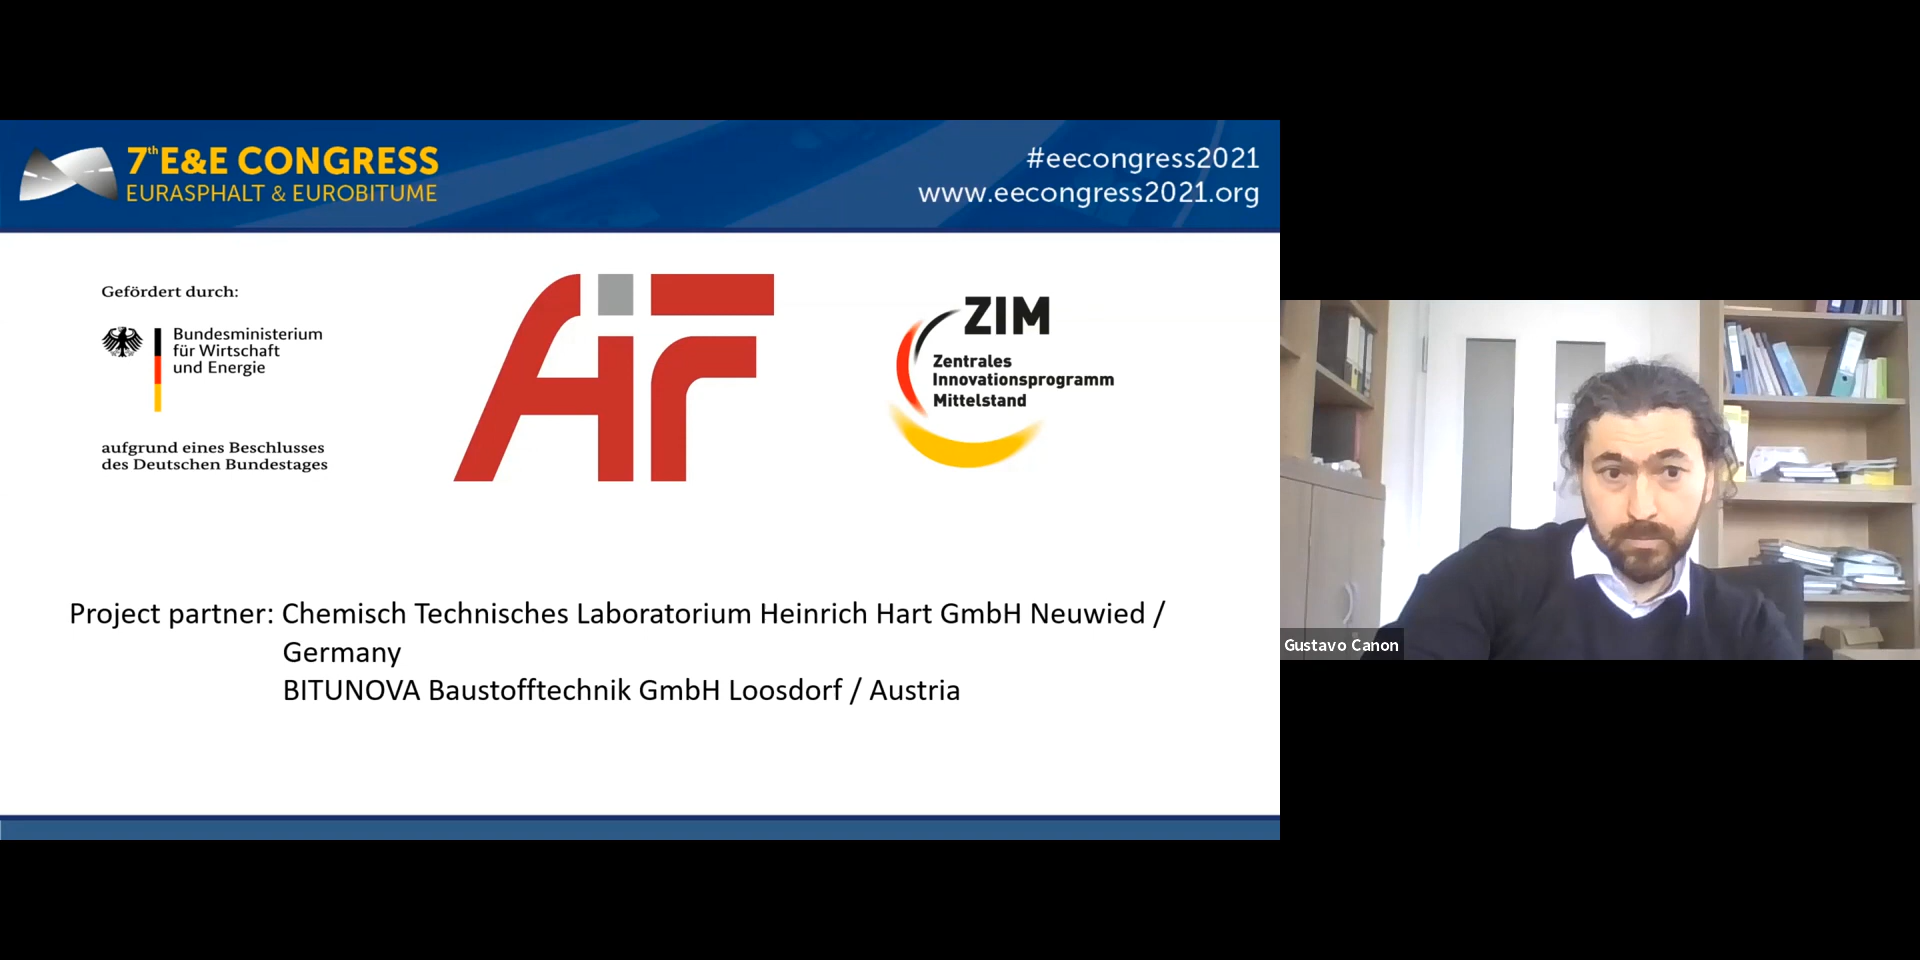 7th E&E CONGRESS
EURASPHALT & EUROBITUME
#eecongress2021
www.eecongress2021.org
Gefördert durch:
Bundesministerium
für Wirtschaft
und Energie
aufgrund eines Beschlusses
des Deutschen Bundestages
AiF
ZIM
Zentrales
Innovationsprogramm
Mittelstand
Project partner: Chemisch Technisches Laboratorium Heinrich Hart GmbH Neuwied /
Germany
BITUNOVA Baustofftechnik GmbH Loosdorf / Austria
Gustavo Canon